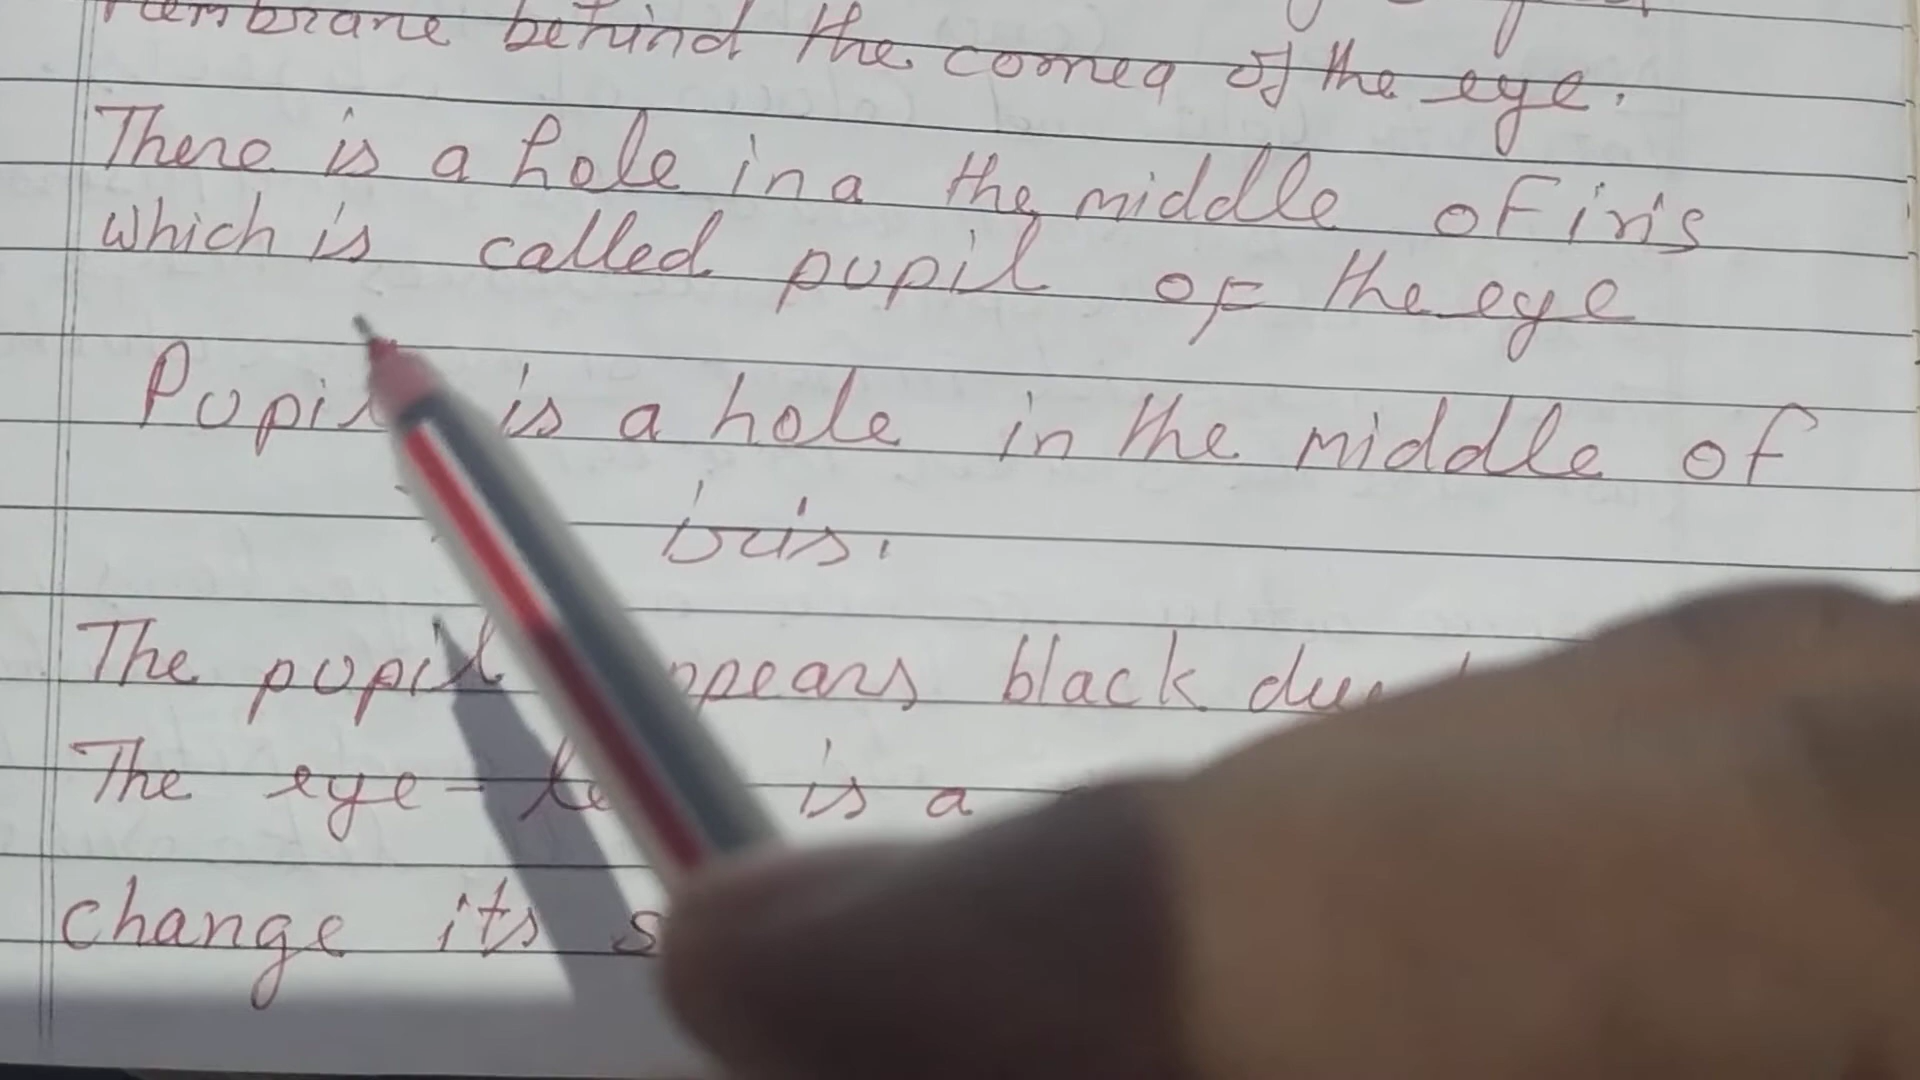 membrane behind the cornea of the eye.
There is a hole in a the middle of iris
which is called pupil of the eye
Pupil is a hole in the middle of
iris.
The pupil appears black
The eye- is a
change its